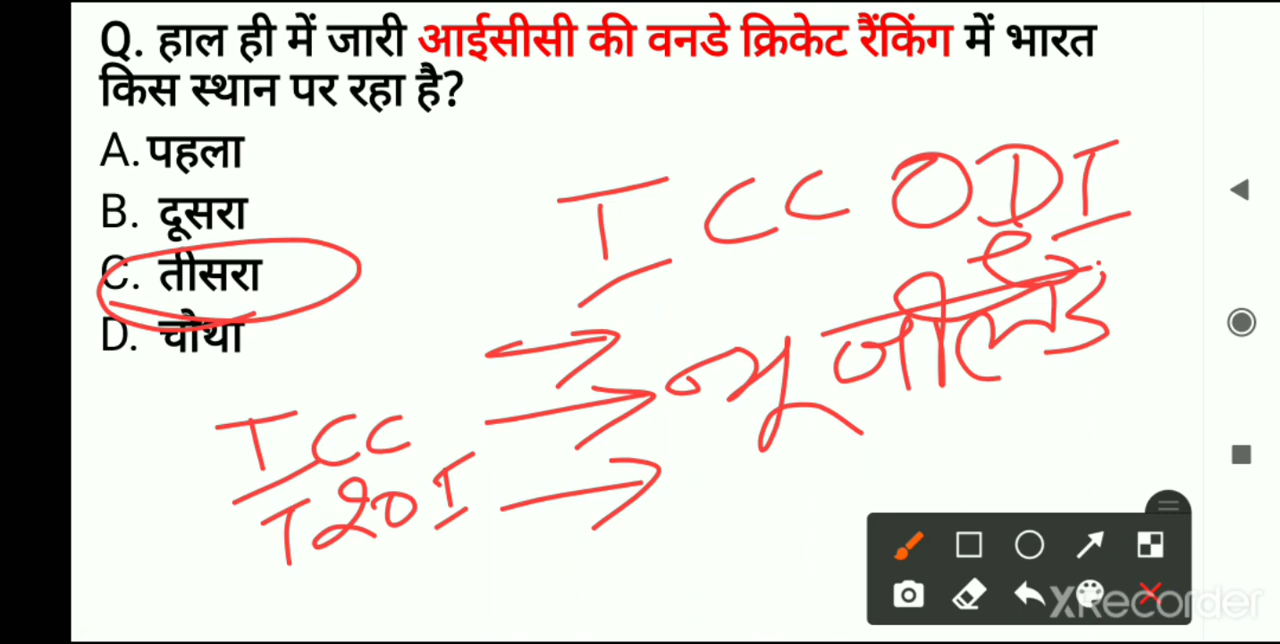 Q. हाल ही में जारी आईसीसी की वनडे क्रिकेट रैंकिंग में भारत
किस स्थान पर रहा है?
A. पहला
B. दूसरा
C. तीसरा
D. चौथा
ICC ODI
न्यूजीलैंड
ICC
T20I
XRecorder